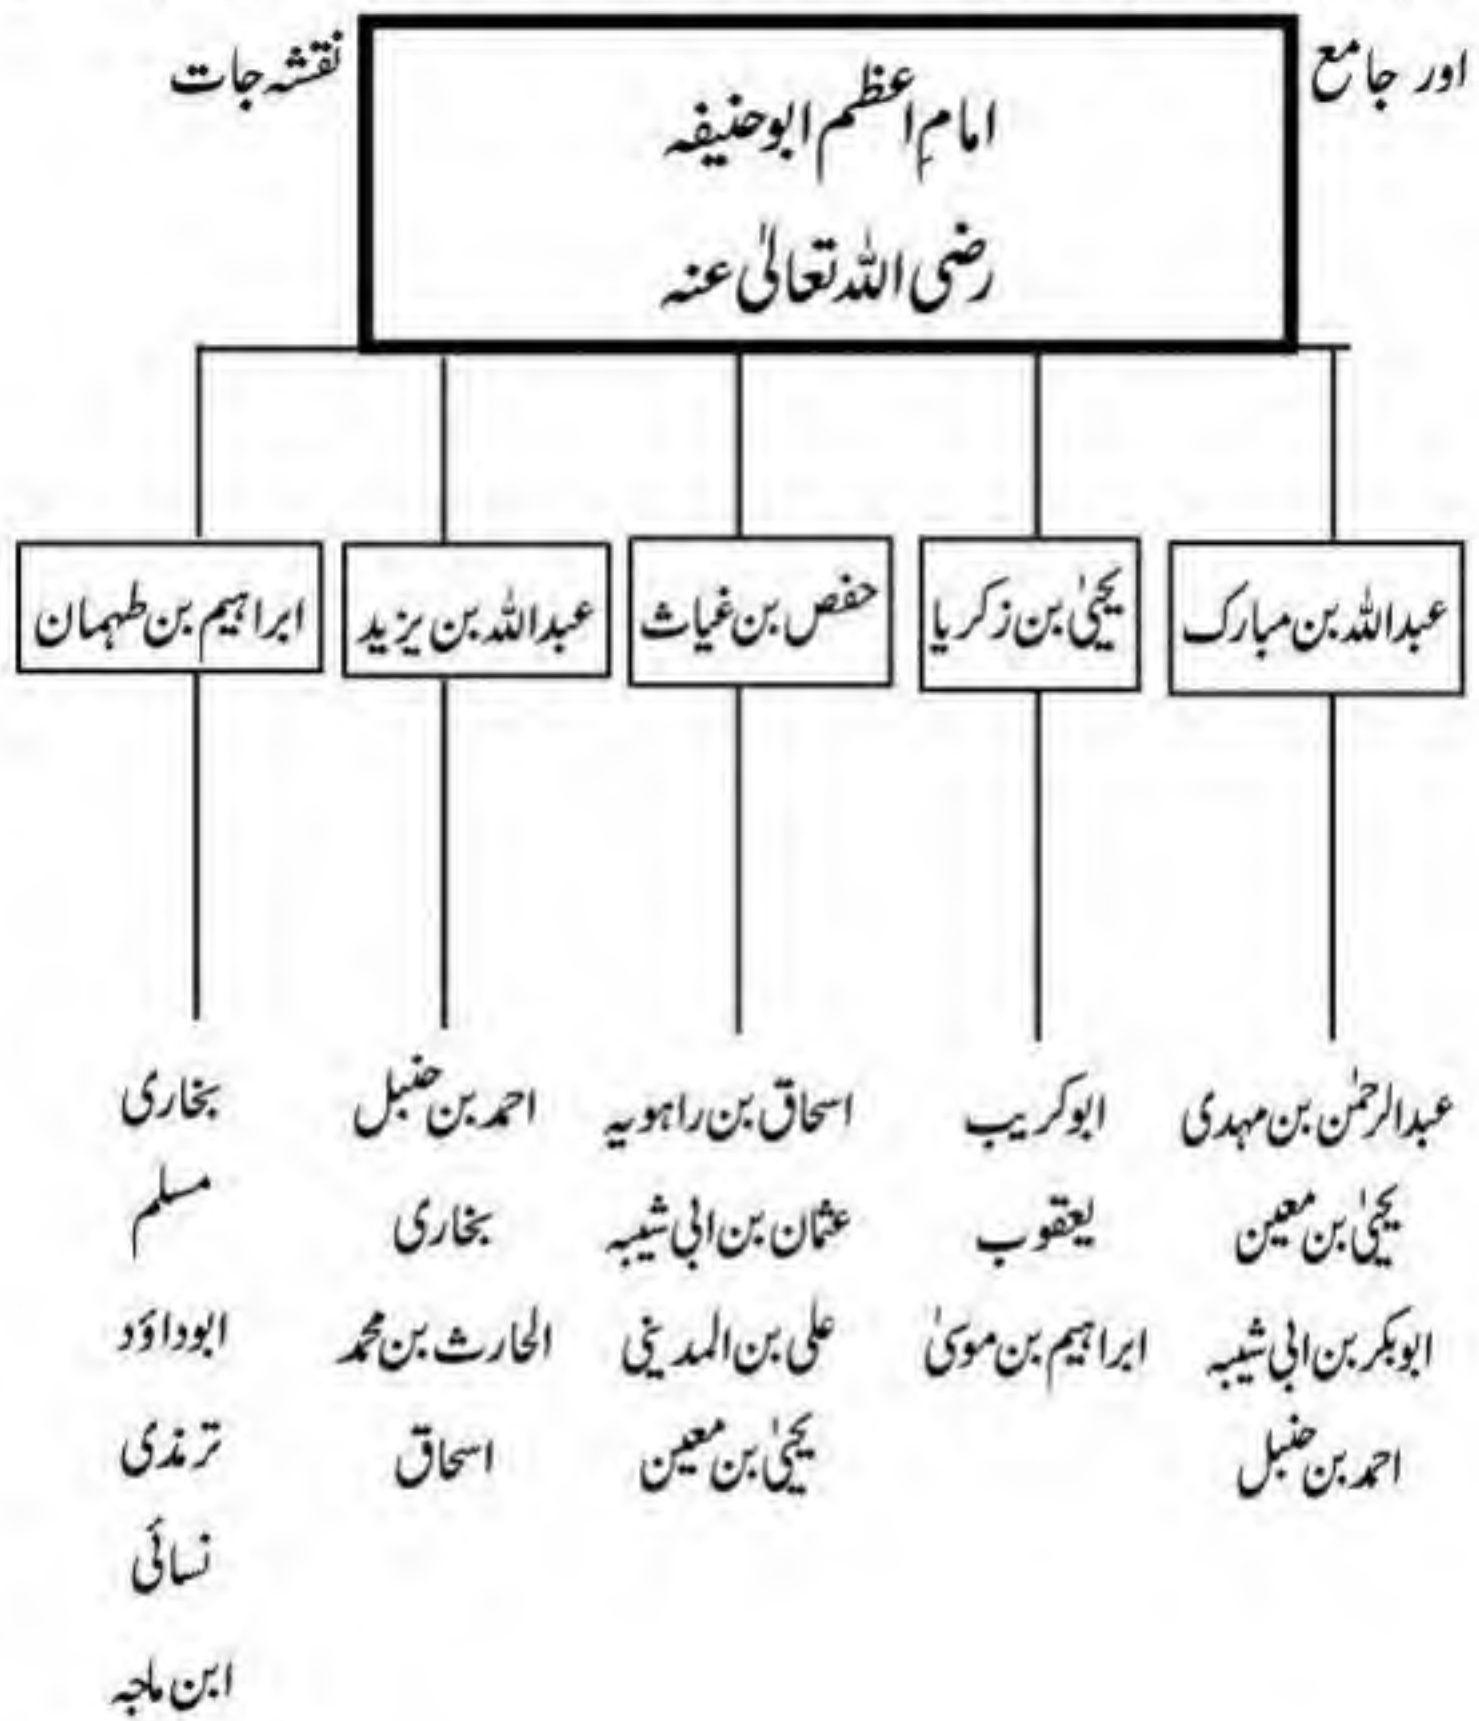 اور جامع
نقشہ جات
امامِ اعظم ابوحنیفہ
رضی اللہ تعالیٰ عنہ
عبداللہ بن مبارک
یحییٰ بن زکریا
حفص بن غیاث
عبداللہ بن یزید
ابراہیم بن طہمان
عبدالرحمٰن بن مہدی
یحییٰ بن معین
ابوبکر بن ابی شیبہ
احمد بن حنبل
ابوکریب
یعقوب
ابراہیم بن موسیٰ
اسحاق بن راہویہ
عثمان بن ابی شیبہ
علی بن المدینی
یحییٰ بن معین
احمد بن حنبل
بخاری
الحارث بن محمد
اسحاق
بخاری
مسلم
ابوداؤد
ترمذی
نسائی
ابن ماجہ